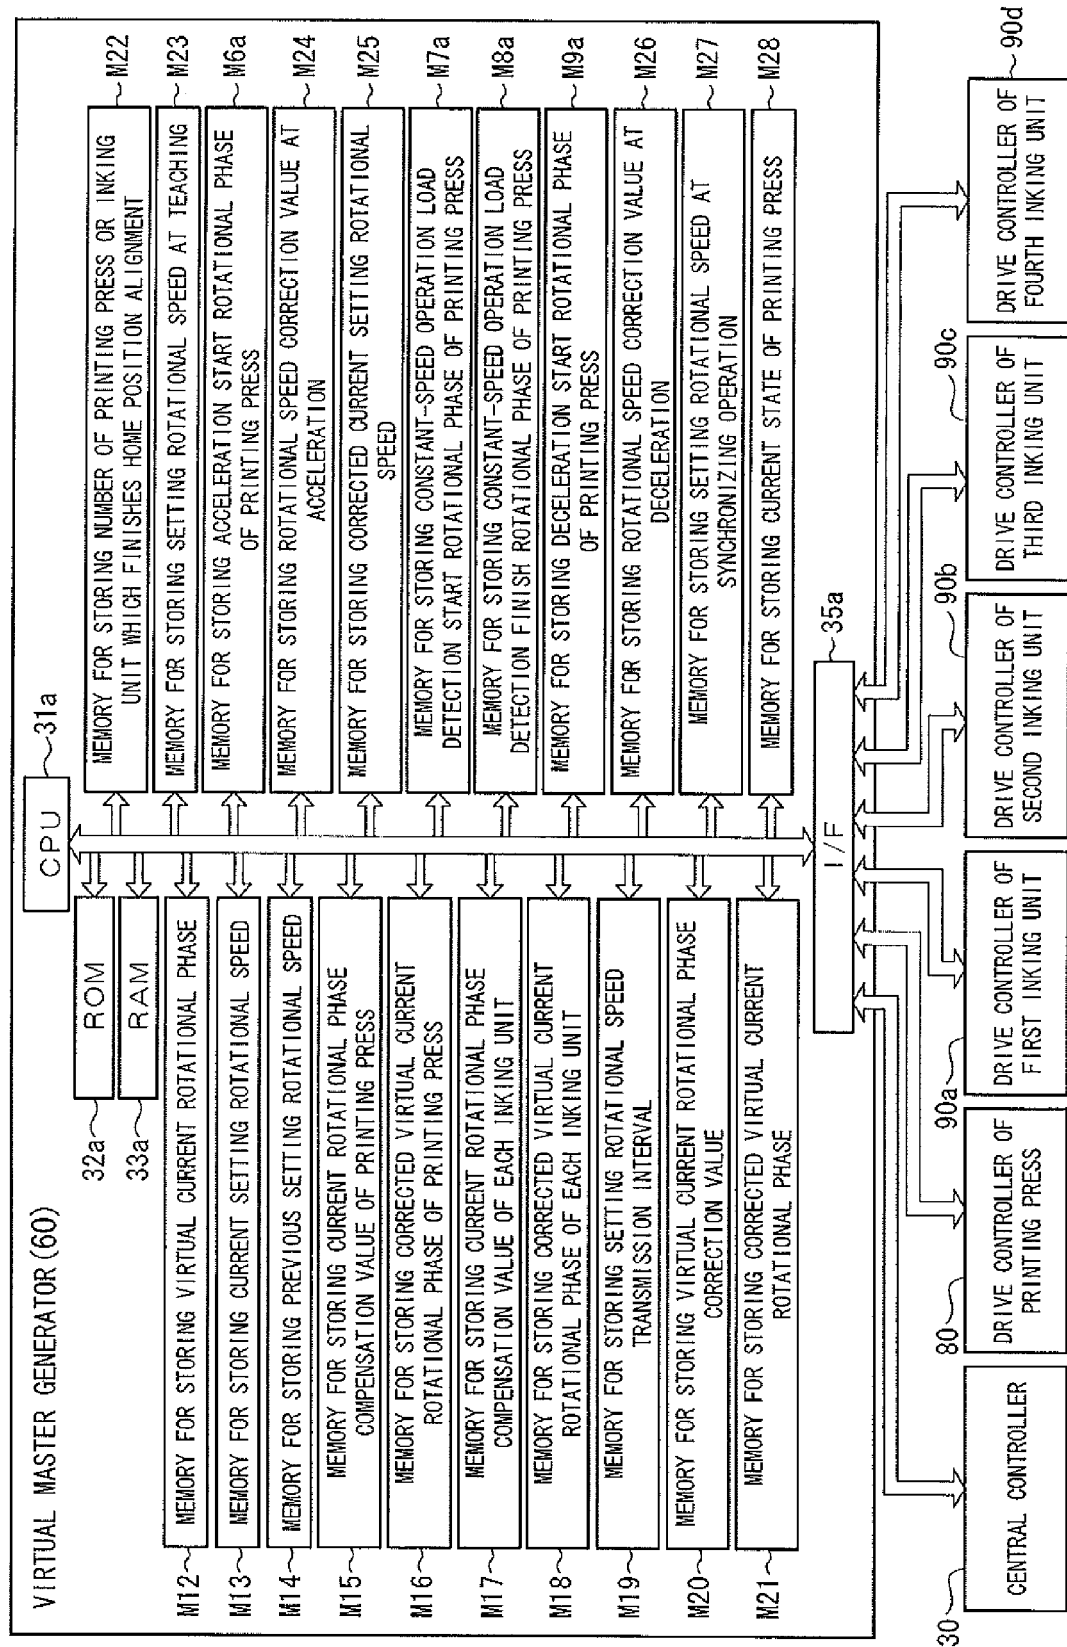 VIRTUAL MASTER GENERATOR(60)
CPU
31a
32a
ROM
33a
RAM
M12
MEMORY FOR STORING VIRTUAL CURRENT ROTATIONAL PHASE
M13
MEMORY FOR STORING CURRENT SETTING ROTATIONAL SPEED
M14
MEMORY FOR STORING PREVIOUS SETTING ROTATIONAL SPEED
M15
MEMORY FOR STORING CURRENT ROTATIONAL PHASE
COMPENSATION VALUE OF PRINTING PRESS
M16
MEMORY FOR STORING CORRECTED VIRTUAL CURRENT
ROTATIONAL PHASE OF PRINTING PRESS
M17
MEMORY FOR STORING CURRENT ROTATIONAL PHASE
COMPENSATION VALUE OF EACH INKING UNIT
M18
MEMORY FOR STORING CORRECTED VIRTUAL CURRENT
ROTATIONAL PHASE OF EACH INKING UNIT
M19
MEMORY FOR STORING SETTING ROTATIONAL SPEED
TRANSMISSION INTERVAL
M20
MEMORY FOR STORING VIRTUAL CURRENT ROTATIONAL PHASE
CORRECTION VALUE
M21
MEMORY FOR STORING CORRECTED VIRTUAL CURRENT
ROTATIONAL PHASE
MEMORY FOR STORING NUMBER OF PRINTING PRESS OR INKING
UNIT WHICH FINISHES HOME POSITION ALIGNMENT
M22
MEMORY FOR STORING SETTING ROTATIONAL SPEED AT TEACHING
M23
MEMORY FOR STORING ACCELERATION START ROTATIONAL PHASE
OF PRINTING PRESS
M6a
MEMORY FOR STORING ROTATIONAL SPEED CORRECTION VALUE AT
ACCELERATION
M24
MEMORY FOR STORING CORRECTED CURRENT SETTING ROTATIONAL
SPEED
M25
MEMORY FOR STORING CONSTANT-SPEED OPERATION LOAD
DETECTION START ROTATIONAL PHASE OF PRINTING PRESS
M7a
MEMORY FOR STORING CONSTANT-SPEED OPERATION LOAD
DETECTION FINISH ROTATIONAL PHASE OF PRINTING PRESS
M8a
MEMORY FOR STORING DECELERATION START ROTATIONAL PHASE
OF PRINTING PRESS
M9a
MEMORY FOR STORING ROTATIONAL SPEED CORRECTION VALUE AT
DECELERATION
M26
MEMORY FOR STORING SETTING ROTATIONAL SPEED AT
SYNCHRONIZING OPERATION
M27
MEMORY FOR STORING CURRENT STATE OF PRINTING PRESS
M28
I/F
35a
30
CENTRAL CONTROLLER
80
DRIVE CONTROLLER OF
PRINTING PRESS
90a
DRIVE CONTROLLER OF
FIRST INKING UNIT
90b
DRIVE CONTROLLER OF
SECOND INKING UNIT
90c
DRIVE CONTROLLER OF
THIRD INKING UNIT
90d
DRIVE CONTROLLER OF
FOURTH INKING UNIT